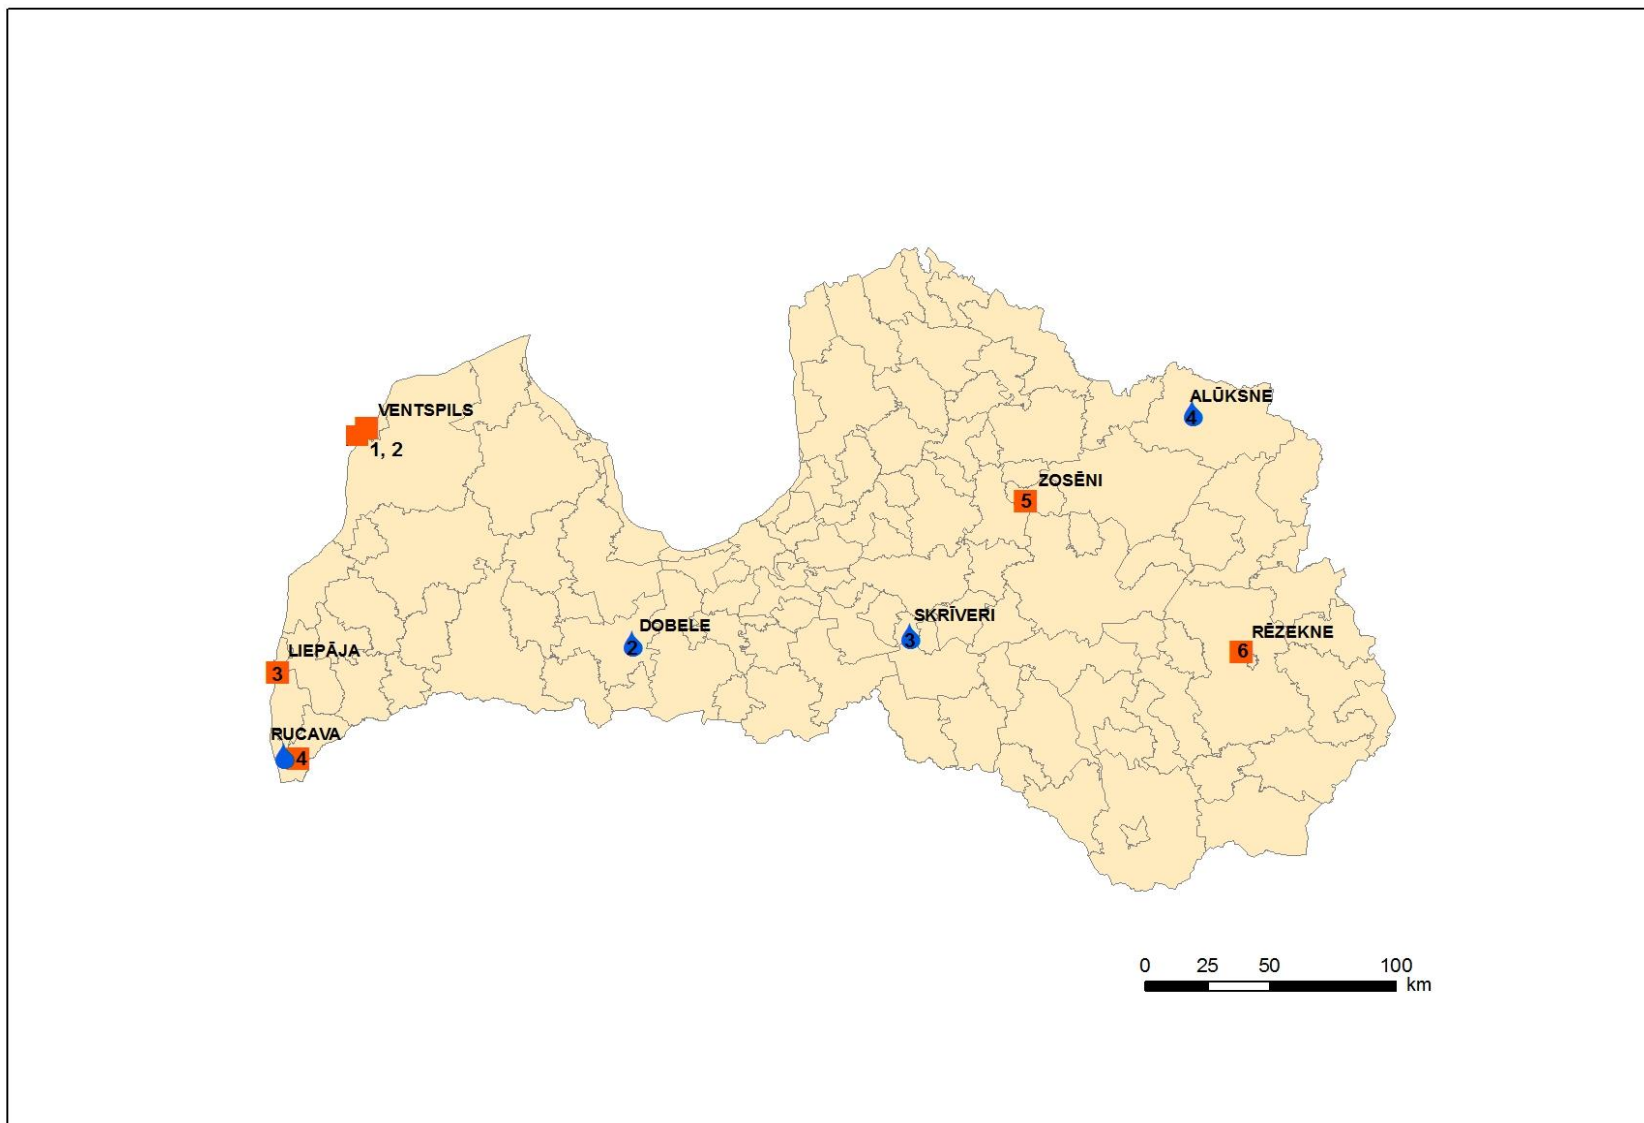 VENTSPILS
1, 2
ALŪKSNE
4
ZOSĒNI
5
SKRĪVERI
3
DOBELE
2
RĒZEKNE
6
LIEPĀJA
3
RUCAVA
4
0 25 50 100
km